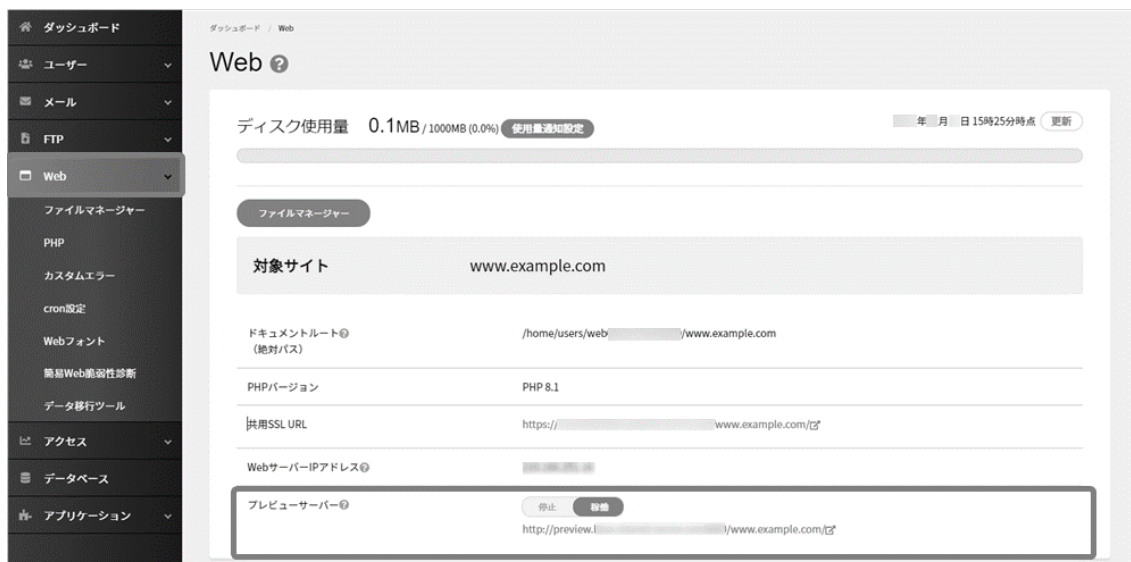 ダッシュボード
ユーザー
メール
FTP
Web
ファイルマネージャー
PHP
カスタムエラー
cron設定
Webフォント
簡易Web脆弱性診断
データ移行ツール
アクセス
データベース
アプリケーション
ダッシュボード / Web
Web
ディスク使用量 0.1MB / 1000MB (0.0%) 使用量通知設定
年 月 日 15時25分時点 更新
ファイルマネージャー
対象サイト www.example.com
ドキュメントルート /home/users/web /www.example.com
（絶対パス）
PHPバージョン PHP 8.1
共用SSL URL https:// www.example.com/
WebサーバーIPアドレス
プレビューサーバー 停止 稼働
http://preview. /www.example.com/